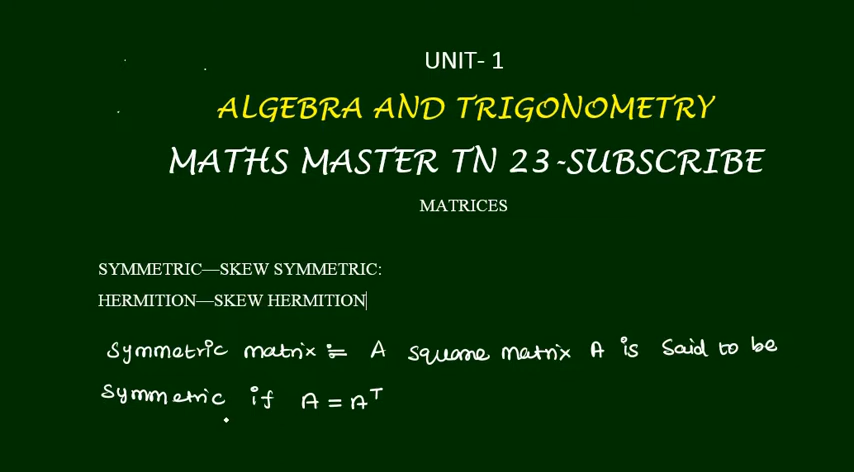 UNIT- 1
ALGEBRA AND TRIGONOMETRY
MATHS MASTER TN 23-SUBSCRIBE
MATRICES
SYMMETRIC—SKEW SYMMETRIC:
HERMITION—SKEW HERMITION
Symmetric matrix := A square matrix A is said to be
Symmetric if A = Aᵀ